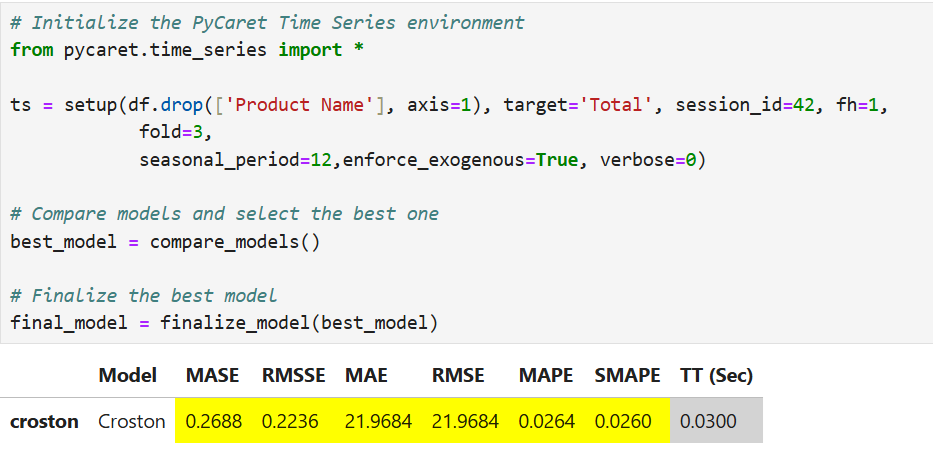 # Initialize the PyCaret Time Series environment
from pycaret.time_series import *
ts = setup(df.drop(['Product Name'], axis=1), target='Total', session_id=42, fh=1,
fold=3,
seasonal_period=12,enforce_exogenous=True, verbose=0)
# Compare models and select the best one
best_model = compare_models()
# Finalize the best model
final_model = finalize_model(best_model)
Model MASE RMSSE MAE RMSE MAPE SMAPE TT (Sec)
croston Croston 0.2688 0.2236 21.9684 21.9684 0.0264 0.0260 0.0300